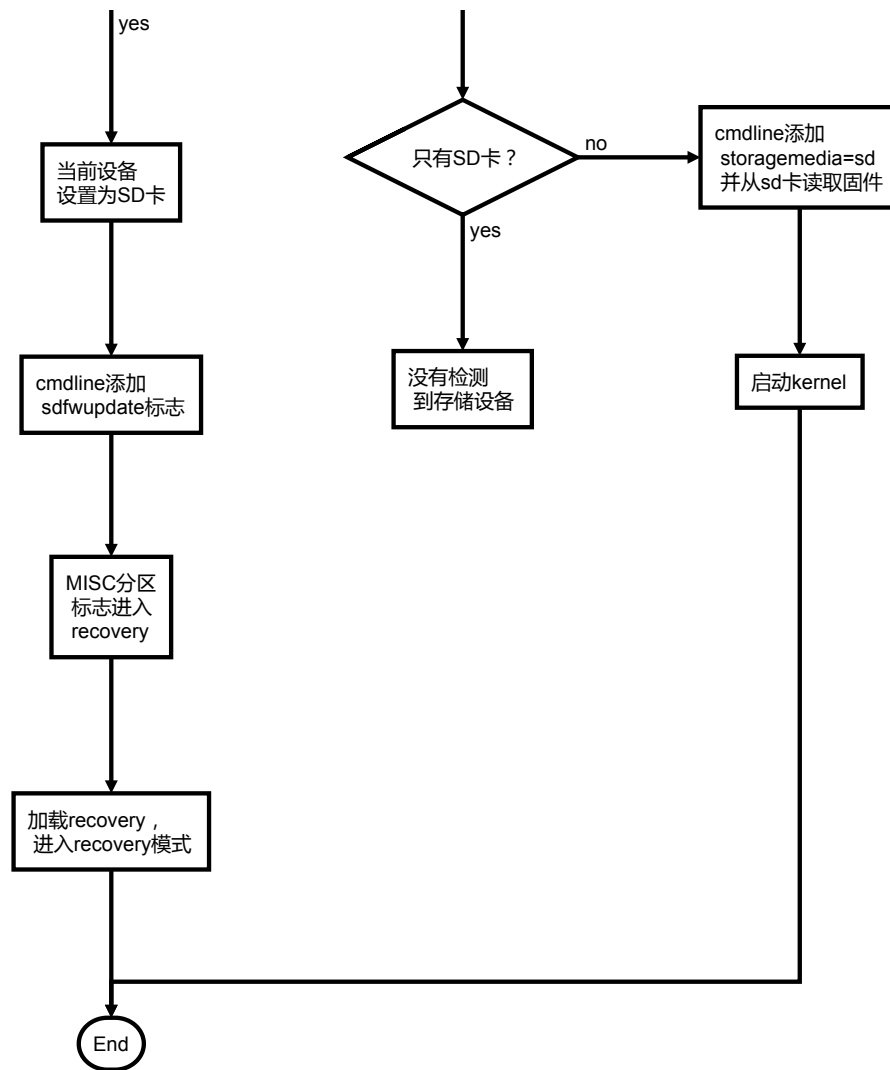 yes
当前设备
设置为SD卡
cmdline添加
sdfwupdate标志
MISC分区
标志进入
recovery
加载recovery，
进入recovery模式
End
只有SD卡？
no
yes
没有检测
到存储设备
cmdline添加
storagemedia=sd
并从sd卡读取固件
启动kernel